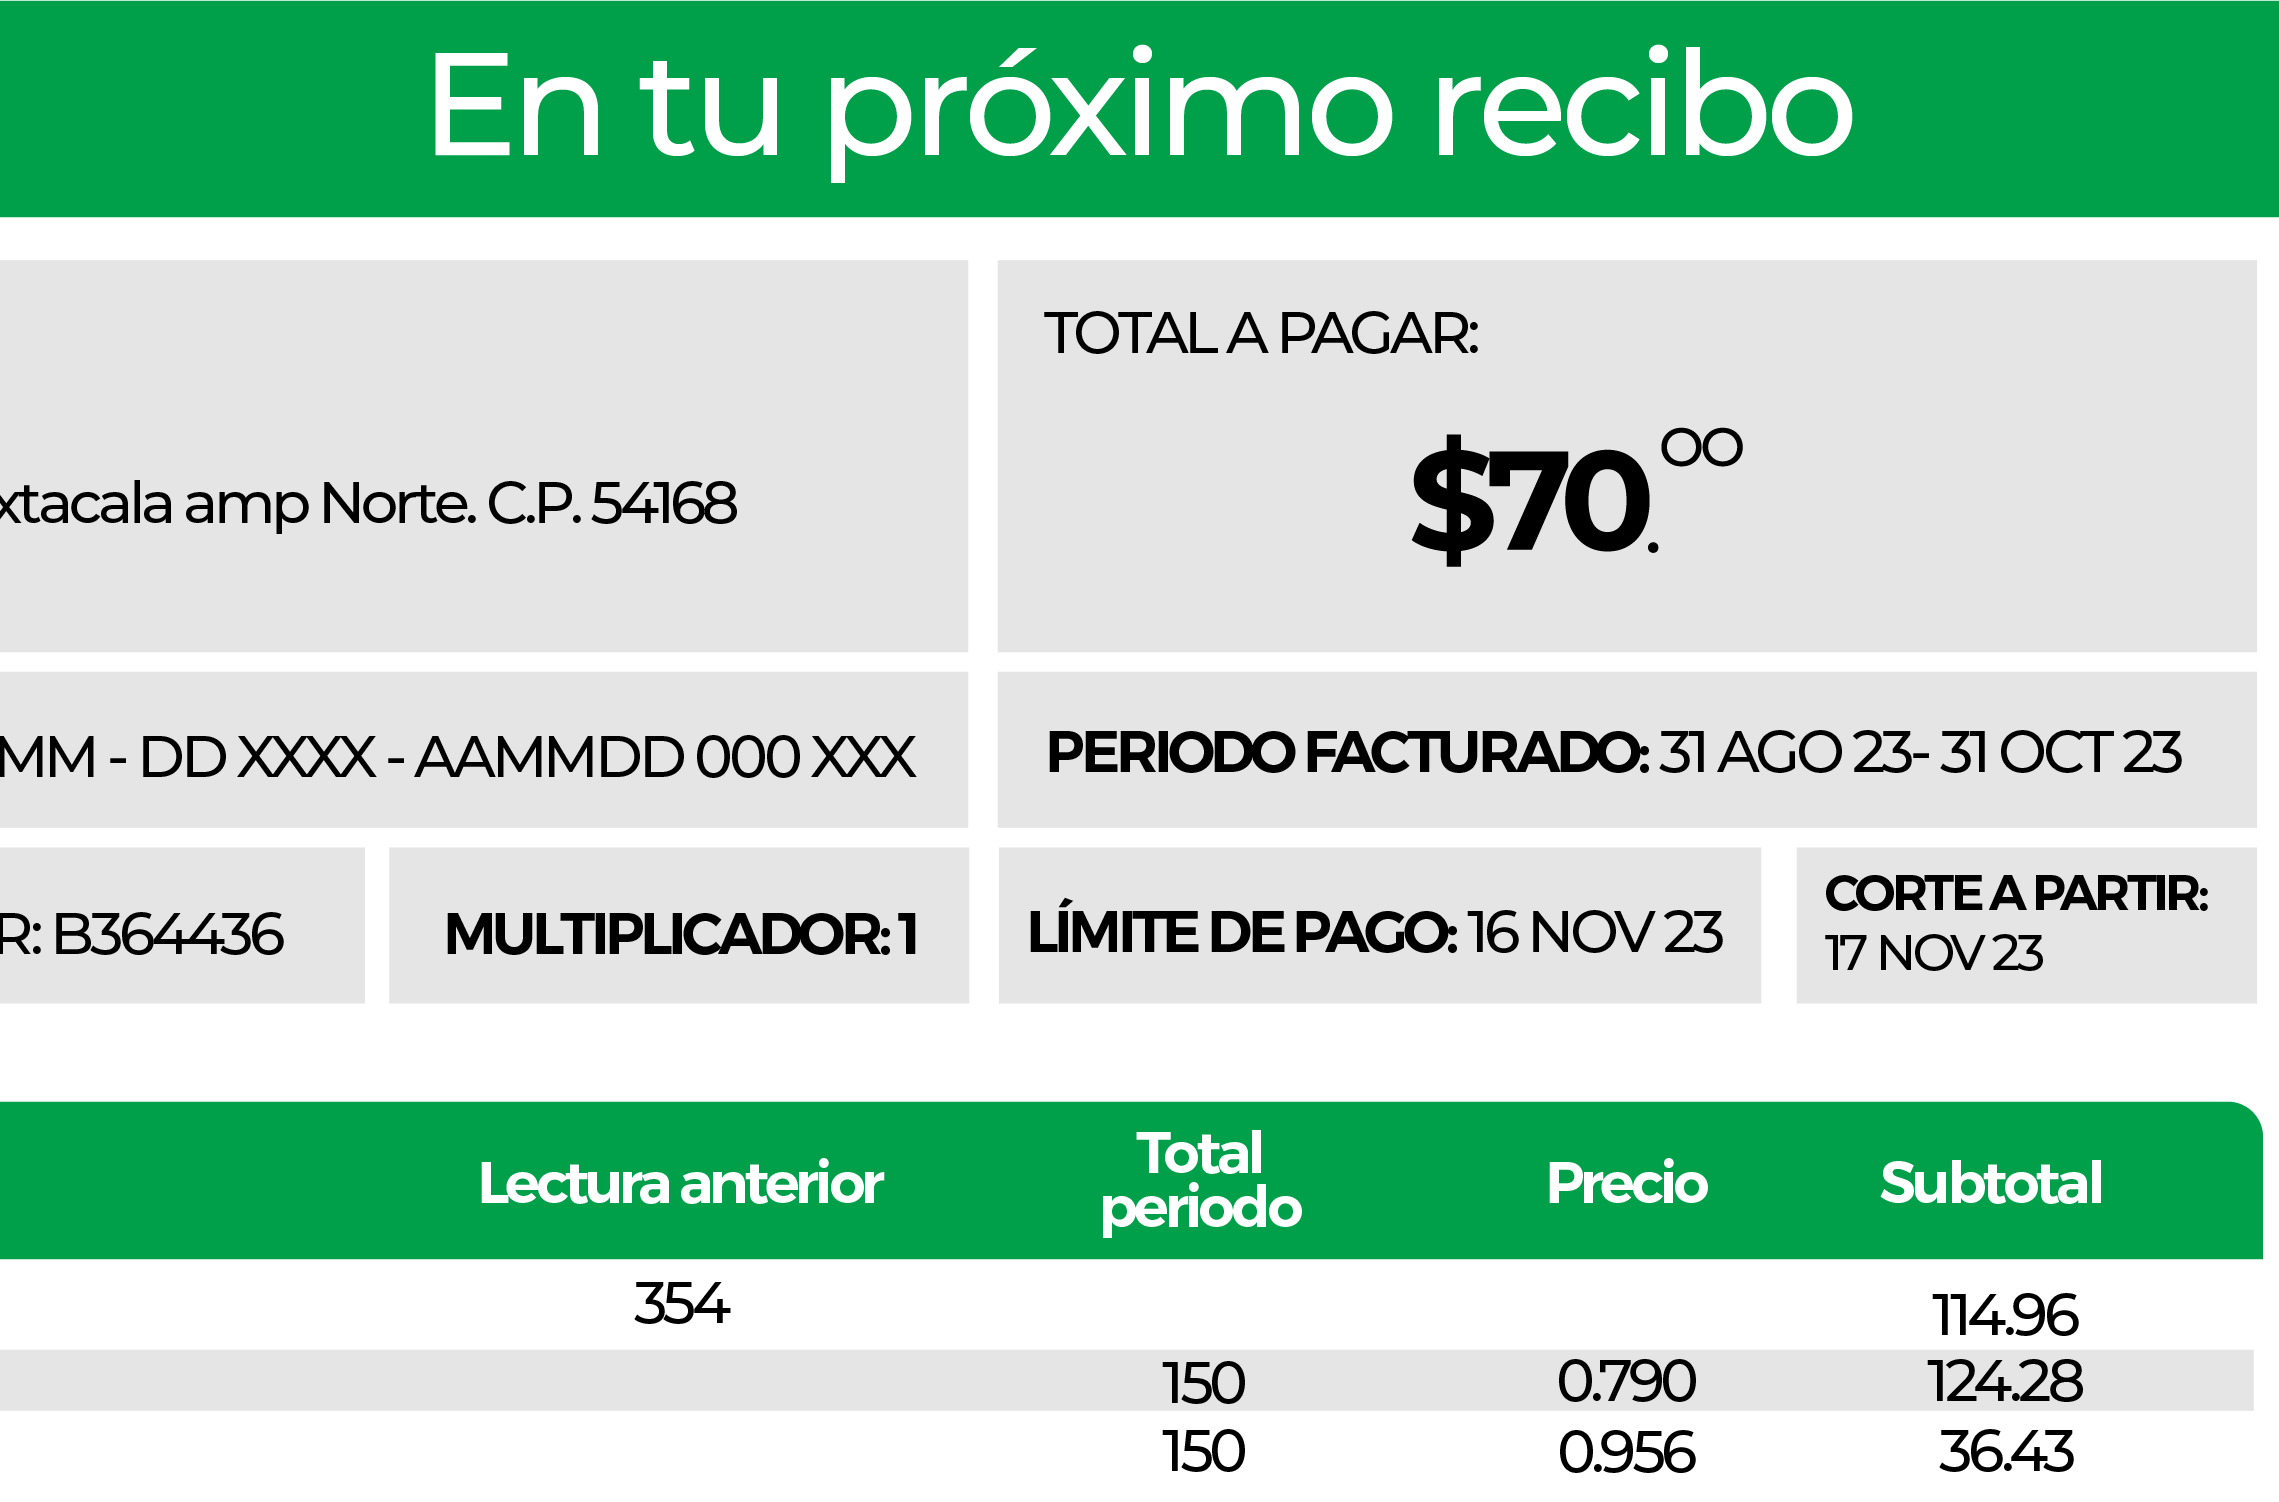 En tu próximo recibo
TOTAL A PAGAR:
$70.00
xtacala amp Norte. C.P. 54168
MM - DD XXXX - AAMMDD 000 XXX
PERIODO FACTURADO: 31 AGO 23- 31 OCT 23
R: B364436
MULTIPLICADOR: 1
LÍMITE DE PAGO: 16 NOV 23
CORTE A PARTIR:
17 NOV 23
Lectura anterior
Total
periodo
Precio
Subtotal
354 114.96
150 0.790 124.28
150 0.956 36.43